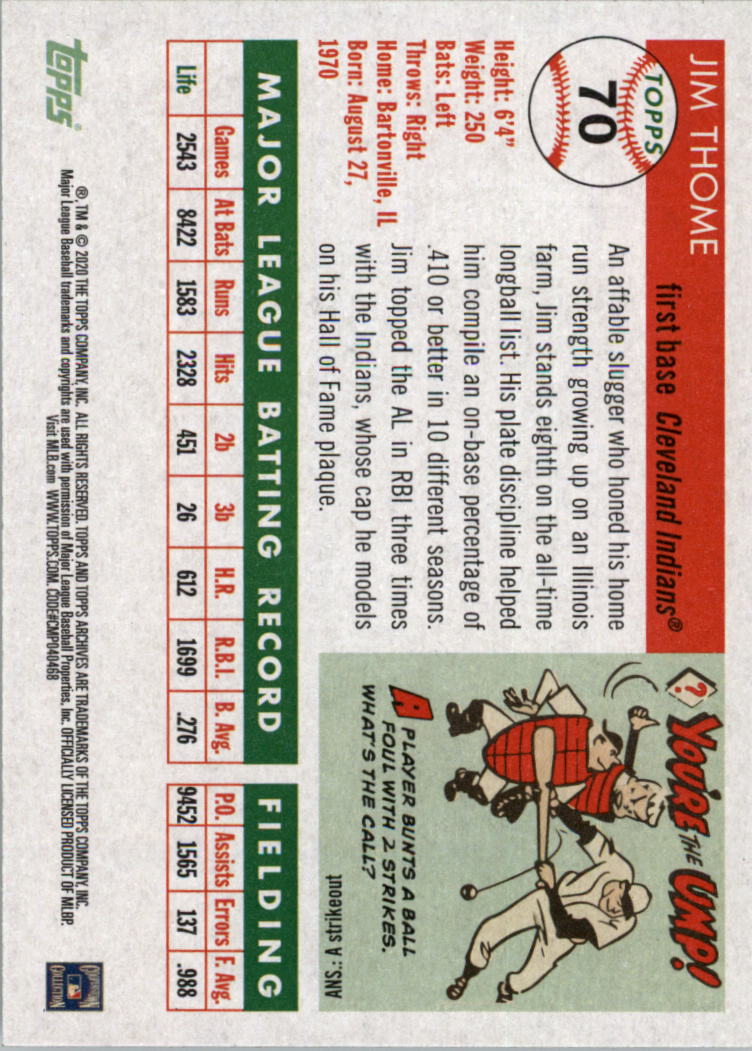 JIM THOME
first base Cleveland Indians®
TOPPS
70
Height: 6'4"
Weight: 250
Bats: Left
Throws: Right
Home: Bartonville, IL
Born: August 27,
1970
An affable slugger who honed his home
run strength growing up on an Illinois
farm, Jim stands eighth on the all-time
longball list. His plate discipline helped
him compile an on-base percentage of
.410 or better in 10 different seasons.
Jim topped the AL in RBI three times
with the Indians, whose cap he models
on his Hall of Fame plaque.
?
YOU'RE THE UMP!
A PLAYER BUNTS A BALL
FOUL WITH 2 STRIKES.
WHAT'S THE CALL?
ANS.: A strikeout
MAJOR LEAGUE BATTING RECORD
FIELDING
Games At Bats Runs Hits 2b 3b H.R. R.B.I. B. Avg. P.O. Assists Errors F. Avg.
Life 2543 8422 1583 2328 451 26 612 1699 .276 9452 1565 137 .988
topps®
®, TM & © 2020 THE TOPPS COMPANY, INC. ALL RIGHTS RESERVED. TOPPS AND TOPPS ARCHIVES ARE TRADEMARKS OF THE TOPPS COMPANY, INC.
Major League Baseball trademarks and copyrights are used with permission of Major League Baseball Properties, Inc. OFFICIALLY LICENSED PRODUCT OF MLBP.
Visit MLB.com WWW.TOPPS.COM. CODE#CMP040468
COOPERSTOWN
COLLECTION